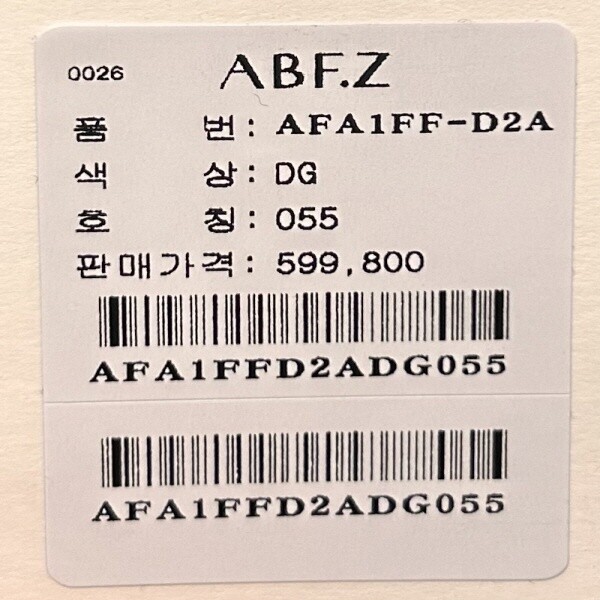 0026 ABF.Z
품 번: AFA1FF-D2A
색 상: DG
호 칭: 055
판매가격: 599,800
AFA1FFD2ADG055
AFA1FFD2ADG055